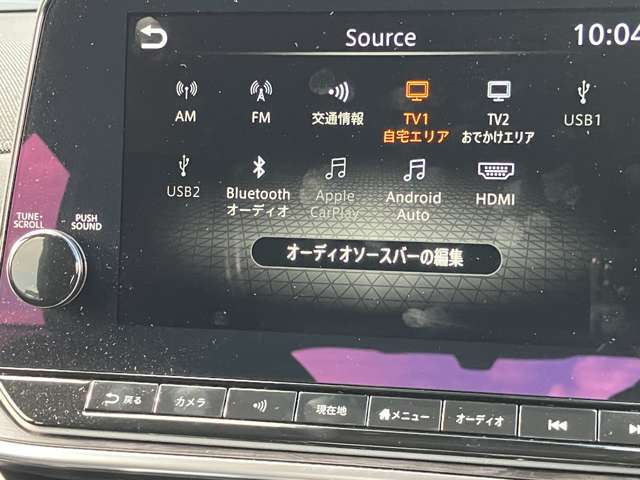 Source
10:04
AM
FM
交通情報
TV1
自宅エリア
TV2
おでかけエリア
USB1
USB2
Bluetooth
オーディオ
Apple
CarPlay
Android
Auto
HDMI
オーディオソースバーの編集
TUNE・
SCROLL
PUSH
SOUND
戻る
カメラ
現在地
メニュー
オーディオ